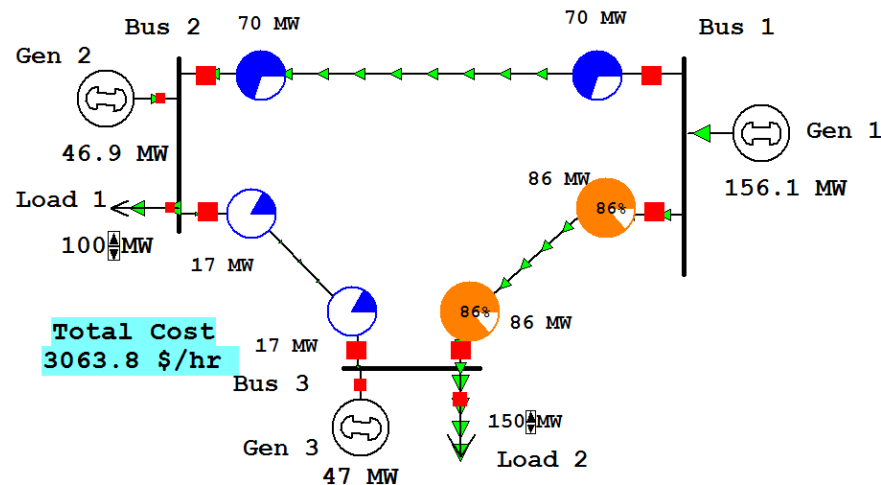 Bus 2
70 MW
70 MW
Bus 1
Gen 2
Gen 1
46.9 MW
156.1 MW
86 MW
86%
Load 1
100 MW
17 MW
86%
86 MW
Total Cost
3063.8 $/hr
17 MW
Bus 3
150 MW
Gen 3
Load 2
47 MW